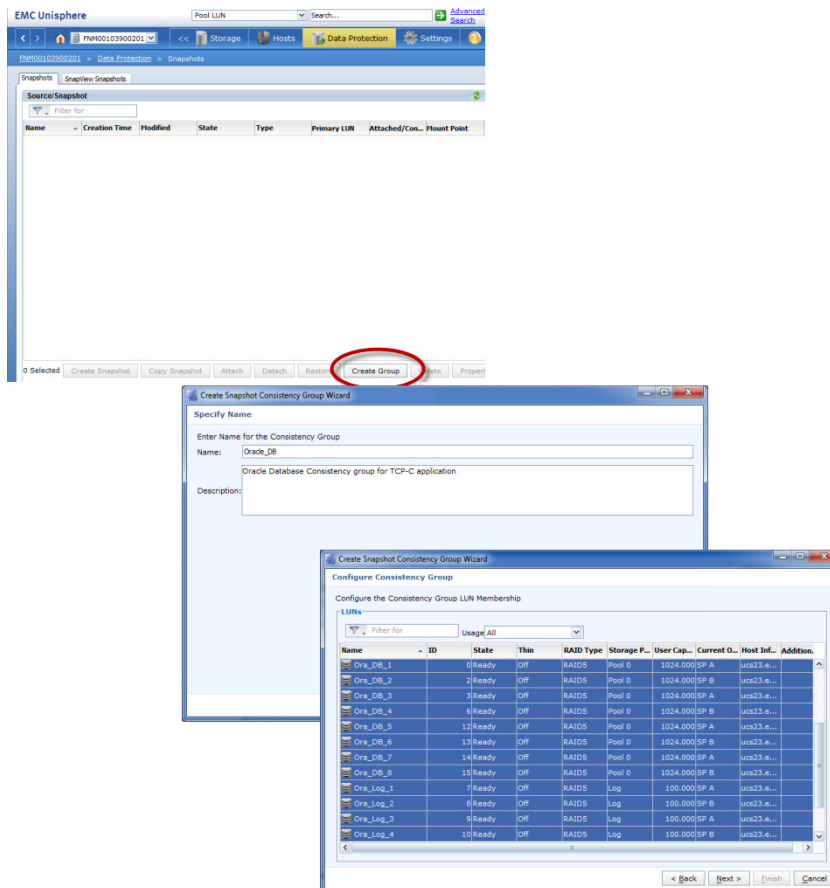 EMC Unisphere
Pool LUN Search... Advanced Search
FNM00103900201 << Storage Hosts Data Protection Settings
FNM00103900201 > Data Protection > Snapshots
Snapshots SnapView Snapshots
Source/Snapshot
Filter for
Name Creation Time Modified State Type Primary LUN Attached/Con... Mount Point
0 Selected Create Snapshot Copy Snapshot Attach Detach Restor Create Group ete Propert
Create Snapshot Consistency Group Wizard
Specify Name
Enter Name for the Consistency Group
Name: Oracle_DB
Oracle Database Consistency group for TCP-C application
Description:
Create Snapshot Consistency Group Wizard
Configure Consistency Group
Configure the Consistency Group LUN Membership
LUNs
Filter for Usage All
Name ID State Thin RAID Type Storage P... User Cap... Current O... Host Inf... Addition.
Ora_DB_1 0 Ready Off RAID5 Pool 0 1024.000 SP A ucs23.e...
Ora_DB_2 2 Ready Off RAID5 Pool 0 1024.000 SP B ucs23.e...
Ora_DB_3 3 Ready Off RAID5 Pool 0 1024.000 SP A ucs23.e...
Ora_DB_4 6 Ready Off RAID5 Pool 0 1024.000 SP B ucs23.e...
Ora_DB_5 12 Ready Off RAID5 Pool 0 1024.000 SP A ucs23.e...
Ora_DB_6 13 Ready Off RAID5 Pool 0 1024.000 SP B ucs23.e...
Ora_DB_7 14 Ready Off RAID5 Pool 0 1024.000 SP A ucs23.e...
Ora_DB_8 15 Ready Off RAID5 Pool 0 1024.000 SP B ucs23.e...
Ora_Log_1 7 Ready Off RAID5 Log 100.000 SP A ucs23.e...
Ora_Log_2 8 Ready Off RAID5 Log 100.000 SP B ucs23.e...
Ora_Log_3 9 Ready Off RAID5 Log 100.000 SP A ucs23.e...
Ora_Log_4 10 Ready Off RAID5 Log 100.000 SP B ucs23.e...
< Back Next > Finish Cancel